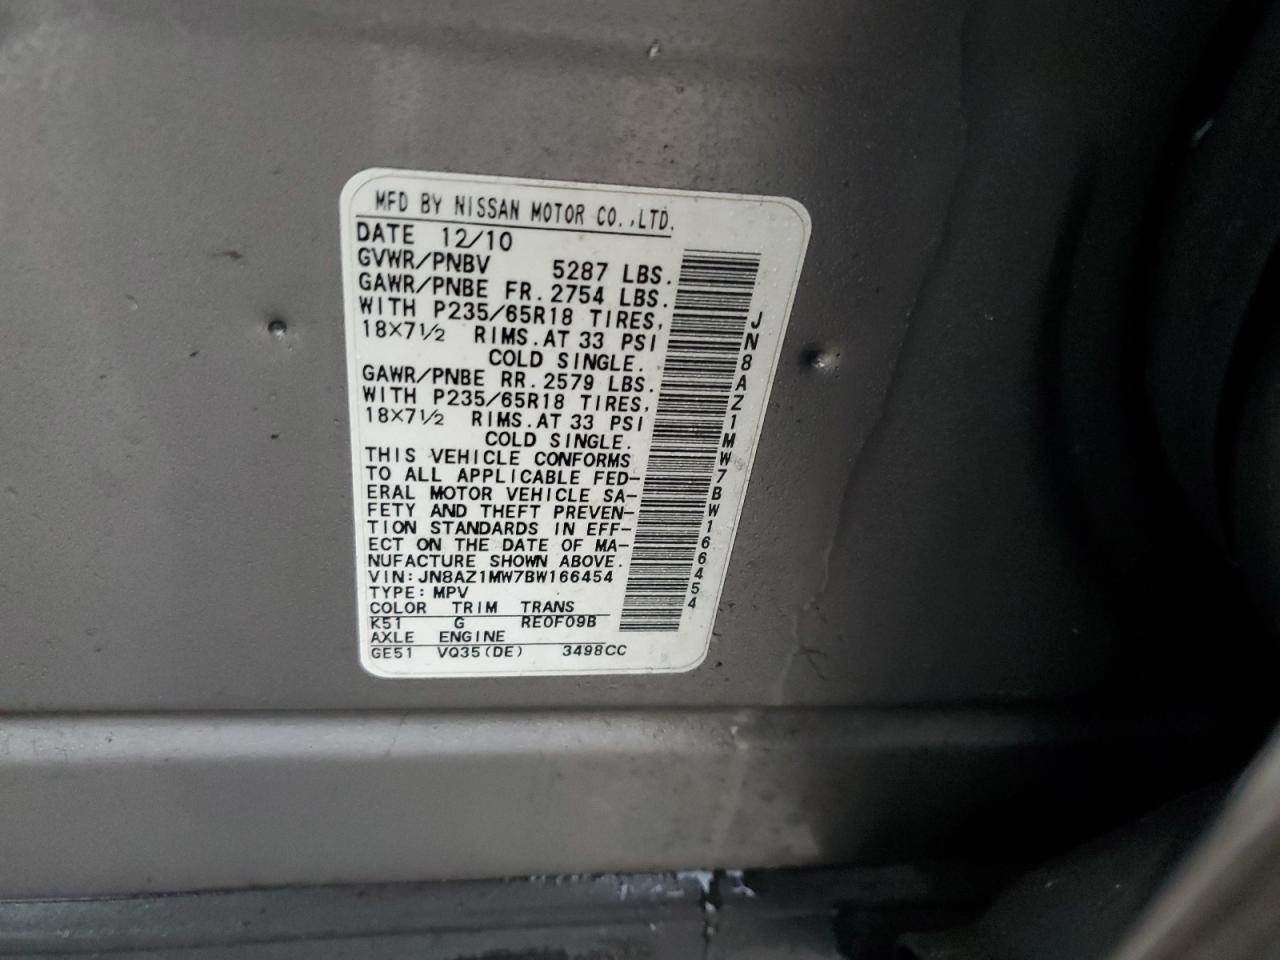 MFD BY NISSAN MOTOR CO.,LTD.
DATE 12/10
GVWR/PNBV 5287 LBS.
GAWR/PNBE FR. 2754 LBS.
WITH P235/65R18 TIRES,
18×7½ RIMS. AT 33 PSI
COLD SINGLE.
GAWR/PNBE RR. 2579 LBS.
WITH P235/65R18 TIRES,
18×7½ RIMS. AT 33 PSI
COLD SINGLE.
THIS VEHICLE CONFORMS
TO ALL APPLICABLE FED-
ERAL MOTOR VEHICLE SA-
FETY AND THEFT PREVEN-
TION STANDARDS IN EFF-
ECT ON THE DATE OF MA-
NUFACTURE SHOWN ABOVE.
VIN: JN8AZ1MW7BW166454
TYPE: MPV
COLOR TRIM TRANS
K51 G RE0F09B
AXLE ENGINE
GE51 VQ35(DE) 3498CC
JN8AZ1MW7BW166454